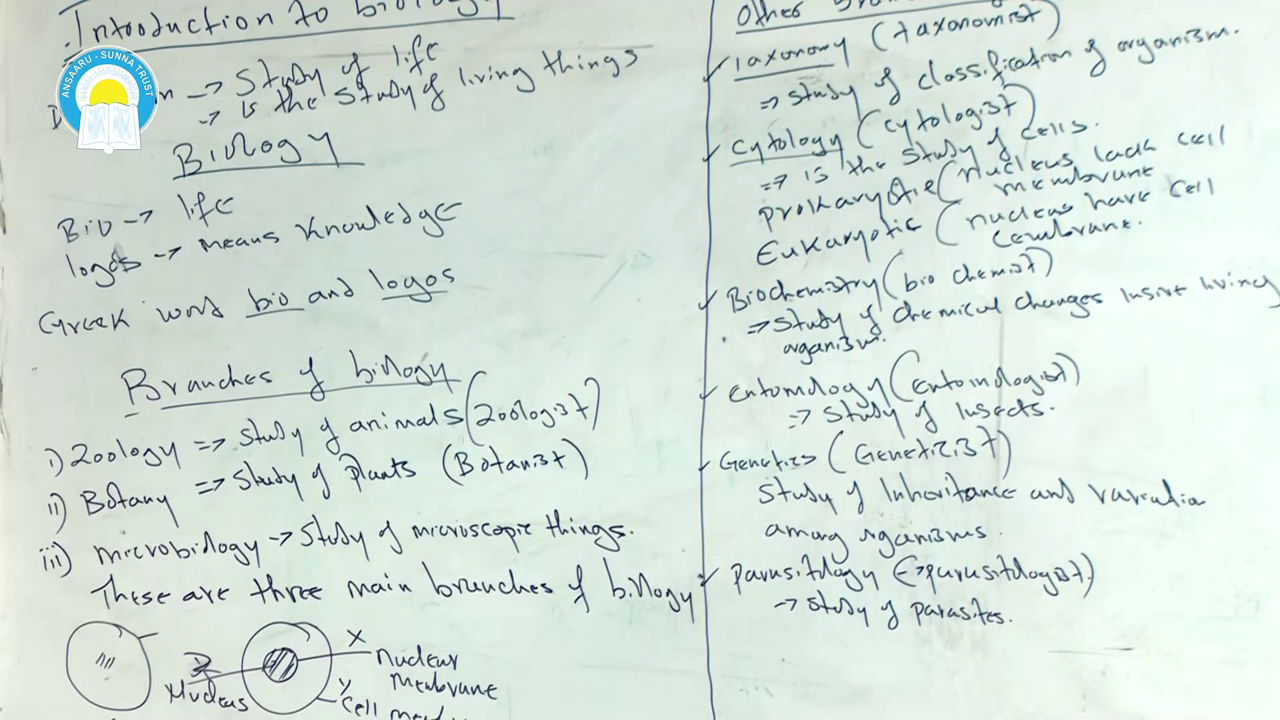 Introduction to biology
ANSAARU - SUNNA TRUST
→ Study of life
→ is the study of living things
Biology
Bio → life
logos → means knowledge
Greek word bio and logos
Branches of biology
i) Zoology => study of animals (Zoologist)
ii) Botany => study of plants (Botanist)
iii) microbiology → study of microscopic things.
These are three main branches of biology
X
Nucleus
nuclear
membrane
Y
cell
Other
✓ Taxonomy (taxonomist)
=> study of classification of organism.
✓ Cytology (cytologist)
=> is the study of cells.
prokaryotic (nucleus lack cell
membrane
Eukaryotic (nucleus have cell
cembrane.
✓ Biochemistry (bio chemist)
=> study of chemical changes insive living
organism.
✓ entomology (entomologist)
=> study of insects.
✓ Genetics (Geneticist)
study of inheritance and variatia
among organisms.
✓ parasitology (→ parasitologist)
→ study of parasites.